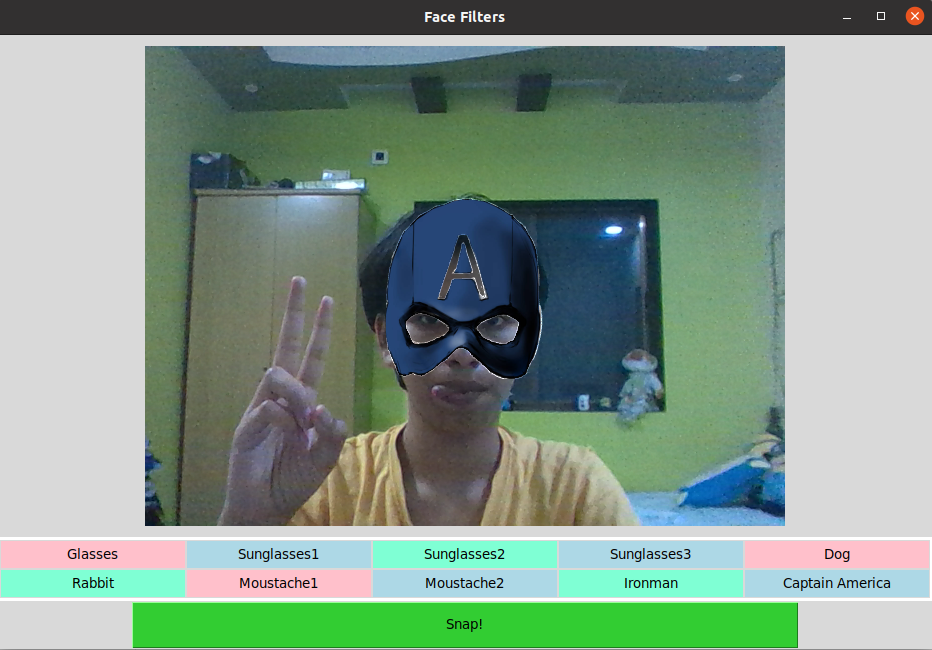 Face Filters
A
Glasses Sunglasses1 Sunglasses2 Sunglasses3 Dog
Rabbit Moustache1 Moustache2 Ironman Captain America
Snap!